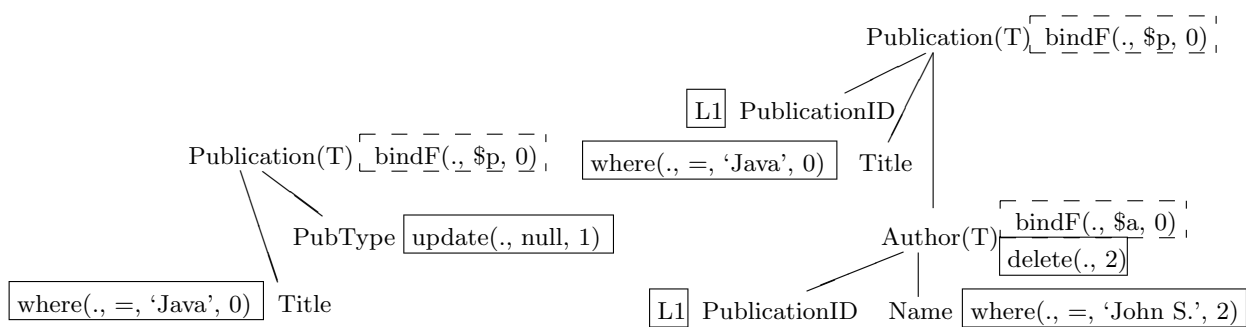 Publication(T) bindF(., $p, 0)
L1 PublicationID
Publication(T) bindF(., $p, 0)
where(., =, ‘Java’, 0) Title
PubType update(., null, 1)
Author(T) bindF(., $a, 0)
delete(., 2)
where(., =, ‘Java’, 0) Title
L1 PublicationID
Name where(., =, ‘John S.’, 2)